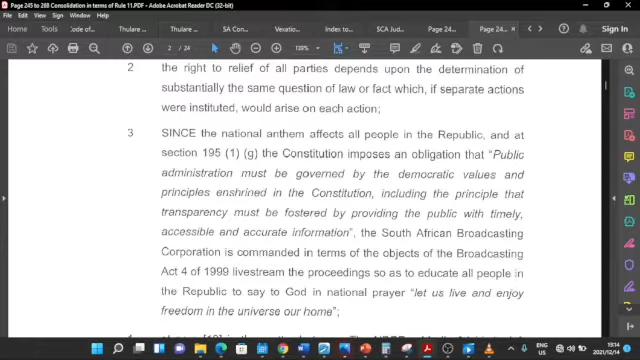 Page 245 to 288 Consolidation in terms of Rule 11.PDF - Adobe Acrobat Reader DC (32-bit)
File Edit View Sign Window Help
Home Tools ode of... Thulare ... SA Con... Thulare ... Vexatio... Index to... SCA Jud... Page 24... Page 24... Sign In
2 / 24 120%
2 the right to relief of all parties depends upon the determination of
substantially the same question of law or fact which, if separate actions
were instituted, would arise on each action;
3 SINCE the national anthem affects all people in the Republic, and at
section 195 (1) (g) the Constitution imposes an obligation that “Public
administration must be governed by the democratic values and
principles enshrined in the Constitution, including the principle that
transparency must be fostered by providing the public with timely,
accessible and accurate information”, the South African Broadcasting
Corporation is commanded in terms of the objects of the Broadcasting
Act 4 of 1999 livestream the proceedings so as to educate all people in
the Republic to say to God in national prayer “let us live and enjoy
freedom in the universe our home”;
ENG
US
19:14
2021/12/14